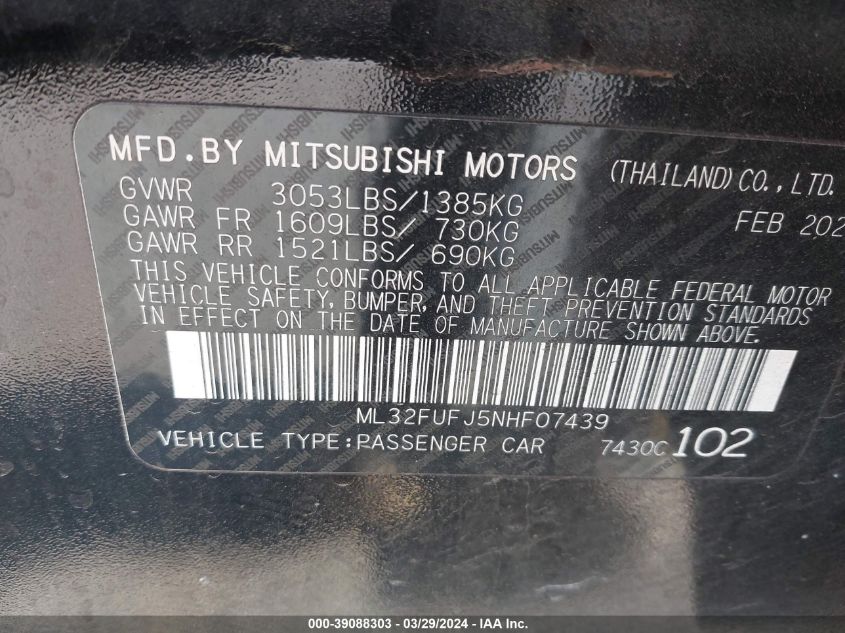 MFD.BY MITSUBISHI MOTORS (THAILAND)CO.,LTD.
GVWR 3053LBS/1385KG FEB 202
GAWR FR 1609LBS/ 730KG
GAWR RR 1521LBS/ 690KG
THIS VEHICLE CONFORMS TO ALL APPLICABLE FEDERAL MOTOR
VEHICLE SAFETY, BUMPER, AND THEFT PREVENTION STANDARDS
IN EFFECT ON THE DATE OF MANUFACTURE SHOWN ABOVE.
ML32FUFJ5NHF07439
VEHICLE TYPE:PASSENGER CAR 7430C 102
000-39088303 - 03/29/2024 - IAA Inc.